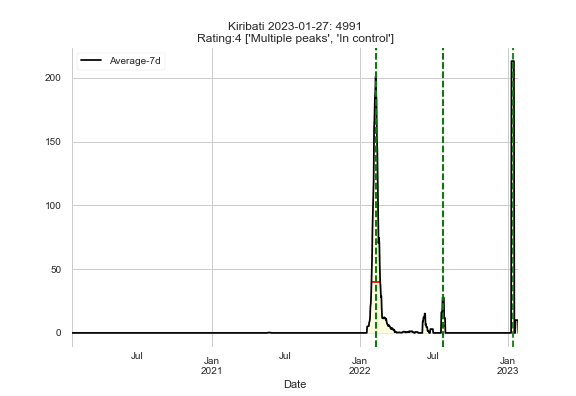 Kiribati 2023-01-27: 4991
Rating:4 ['Multiple peaks', 'In control']
Average-7d
200
150
100
50
0
Jul
Jan
2021
Jul
Jan
2022
Jul
Jan
2023
Date